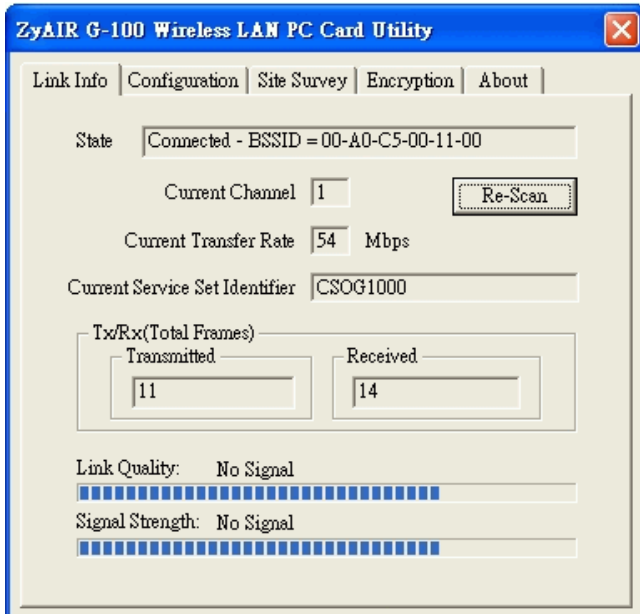 ZyAIR G-100 Wireless LAN PC Card Utility
Link Info Configuration Site Survey Encryption About
State Connected - BSSID = 00-A0-C5-00-11-00
Current Channel 1 Re-Scan
Current Transfer Rate 54 Mbps
Current Service Set Identifier CSOG1000
Tx/Rx(Total Frames)
Transmitted Received
11 14
Link Quality: No Signal
Signal Strength: No Signal